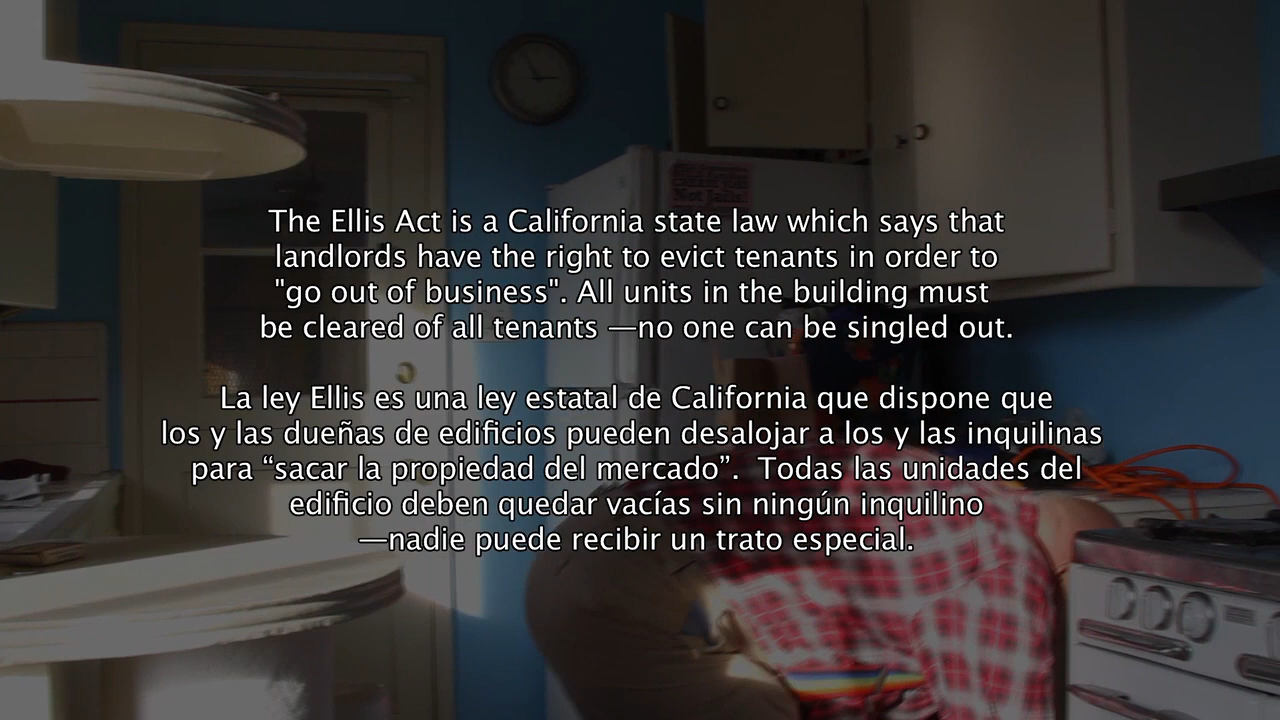 Not Jails.
The Ellis Act is a California state law which says that
landlords have the right to evict tenants in order to
"go out of business". All units in the building must
be cleared of all tenants —no one can be singled out.
La ley Ellis es una ley estatal de California que dispone que
los y las dueñas de edificios pueden desalojar a los y las inquilinas
para “sacar la propiedad del mercado”.  Todas las unidades del
edificio deben quedar vacías sin ningún inquilino
—nadie puede recibir un trato especial.